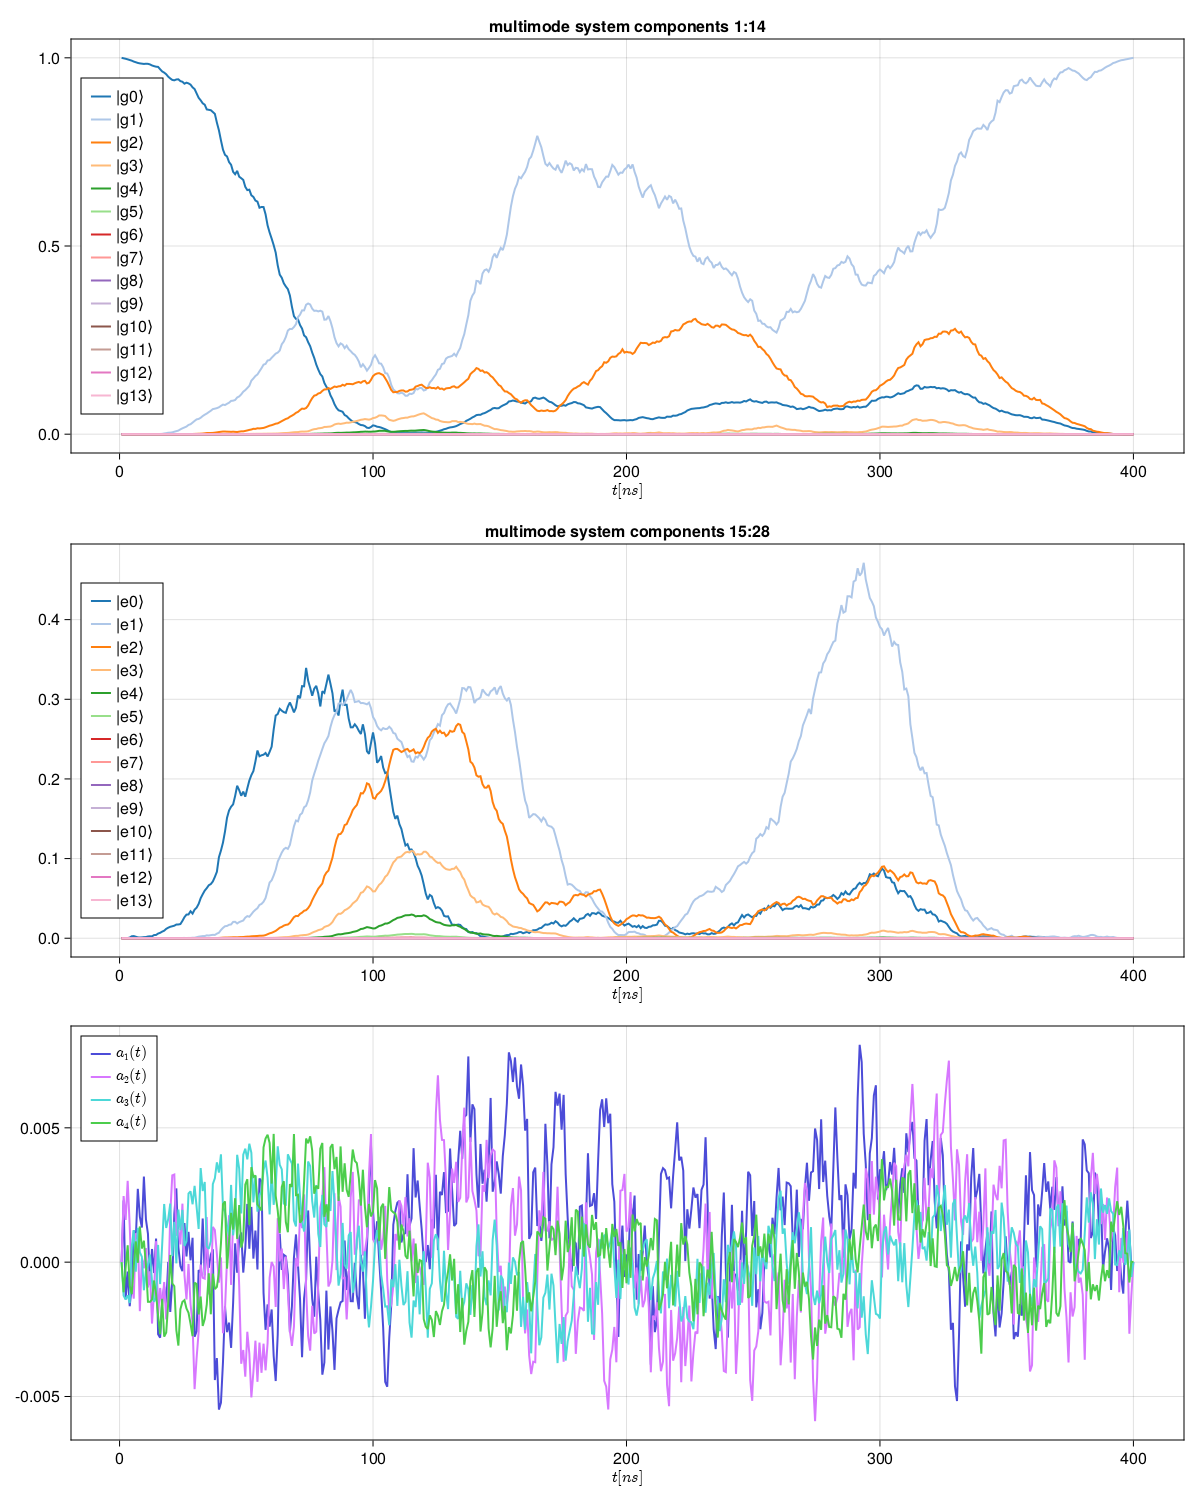 multimode system components 1:14
1.0
0.5
0.0
|g0⟩
|g1⟩
|g2⟩
|g3⟩
|g4⟩
|g5⟩
|g6⟩
|g7⟩
|g8⟩
|g9⟩
|g10⟩
|g11⟩
|g12⟩
|g13⟩
0 100 200 300 400
t[ns]
multimode system components 15:28
0.4
0.3
0.2
0.1
0.0
|e0⟩
|e1⟩
|e2⟩
|e3⟩
|e4⟩
|e5⟩
|e6⟩
|e7⟩
|e8⟩
|e9⟩
|e10⟩
|e11⟩
|e12⟩
|e13⟩
0 100 200 300 400
t[ns]
a₁(t)
a₂(t)
a₃(t)
a₄(t)
0.005
0.000
-0.005
0 100 200 300 400
t[ns]